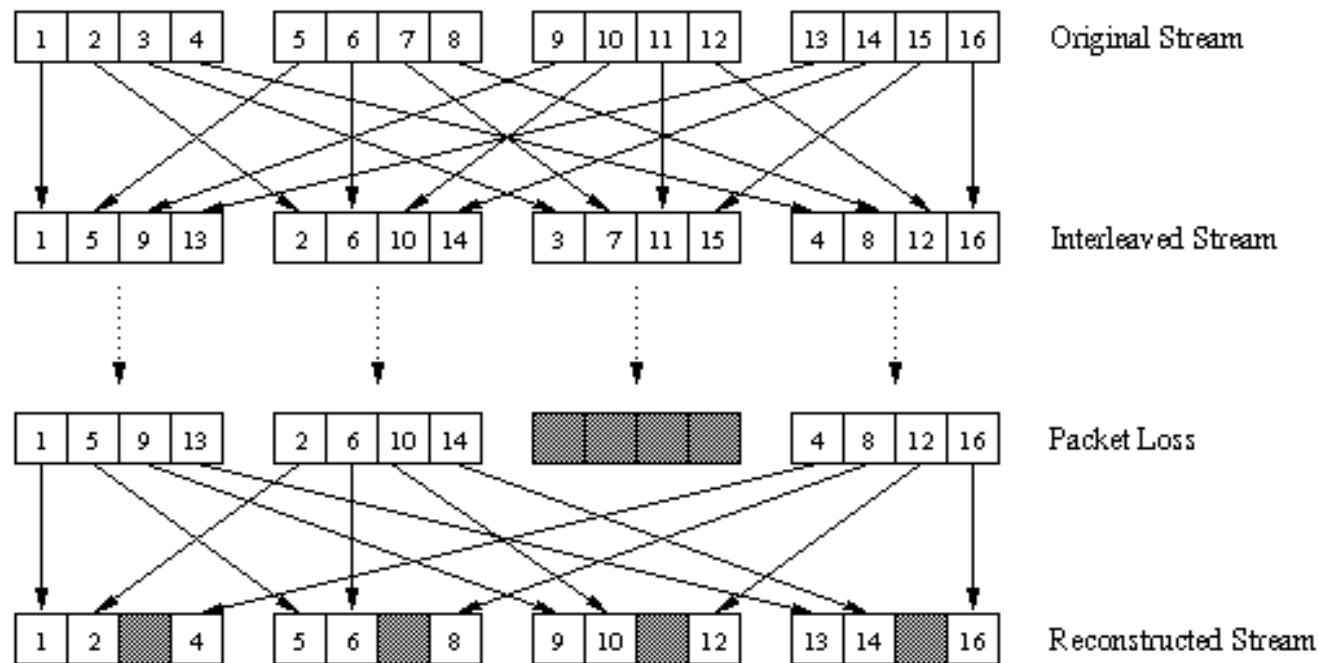 1 2 3 4 5 6 7 8 9 10 11 12 13 14 15 16 Original Stream
1 5 9 13 2 6 10 14 3 7 11 15 4 8 12 16 Interleaved Stream
1 5 9 13 2 6 10 14 4 8 12 16 Packet Loss
1 2 4 5 6 8 9 10 12 13 14 16 Reconstructed Stream